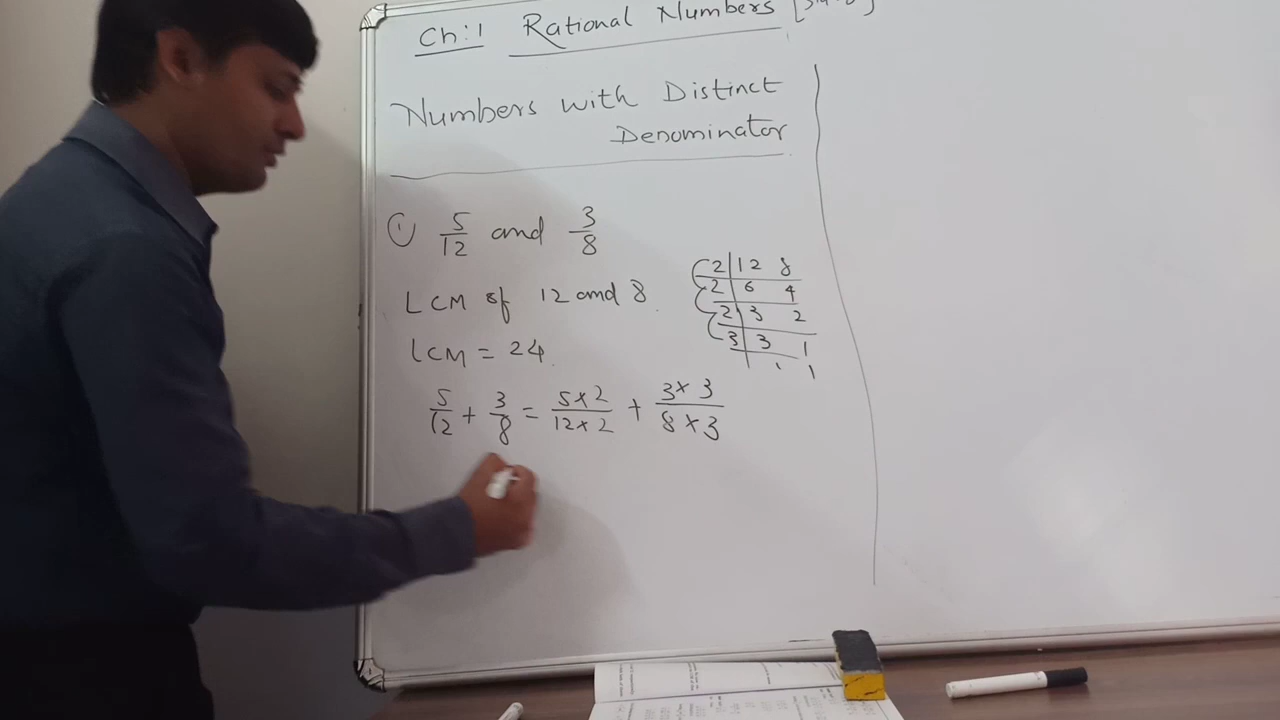 Ch:1 Rational Numbers
Numbers with Distinct
Denominator
① 5/12 and 3/8
LCM of 12 and 8.
LCM = 24.
2 | 12 8
2 | 6 4
2 | 3 2
3 | 3 1
1 1
5/12 + 3/8 = 5×2/12×2 + 3×3/8×3